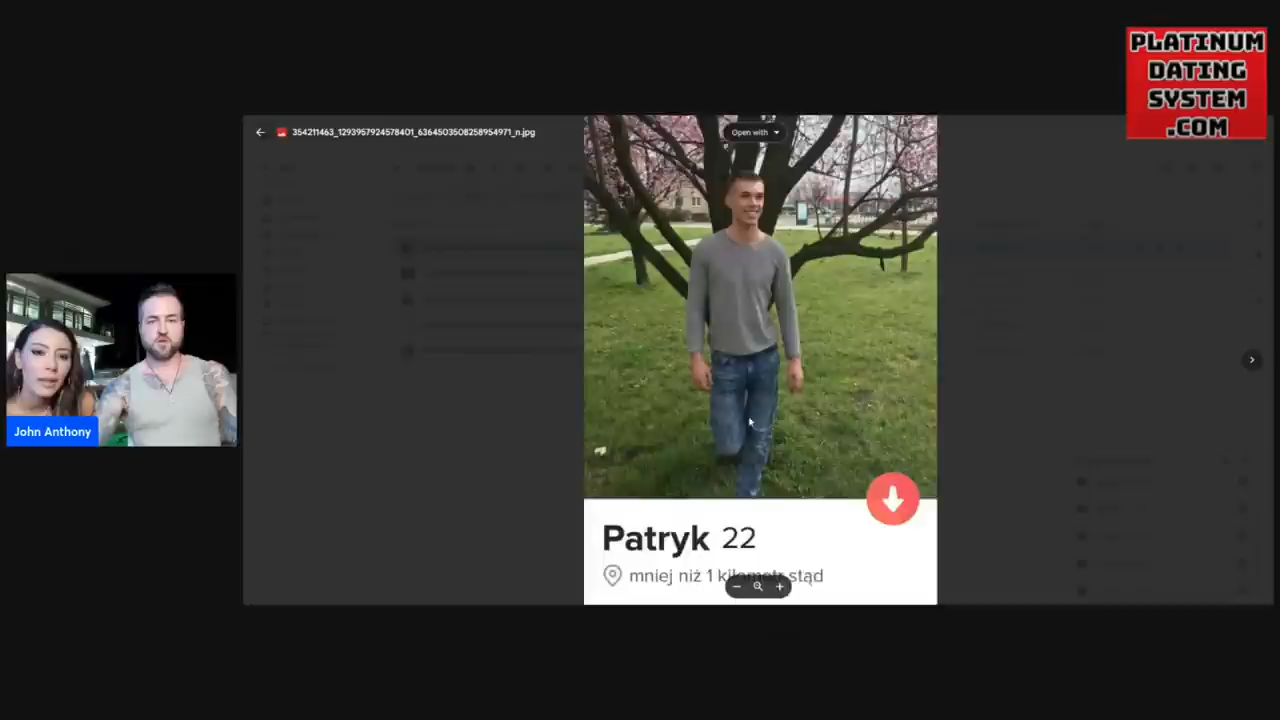 PLATINUM
DATING
SYSTEM
.COM
354211463_1293957924578401_6364503508258954971_n.jpg
Open with
John Anthony
Patryk 22
mniej niż 1 kilometr stąd